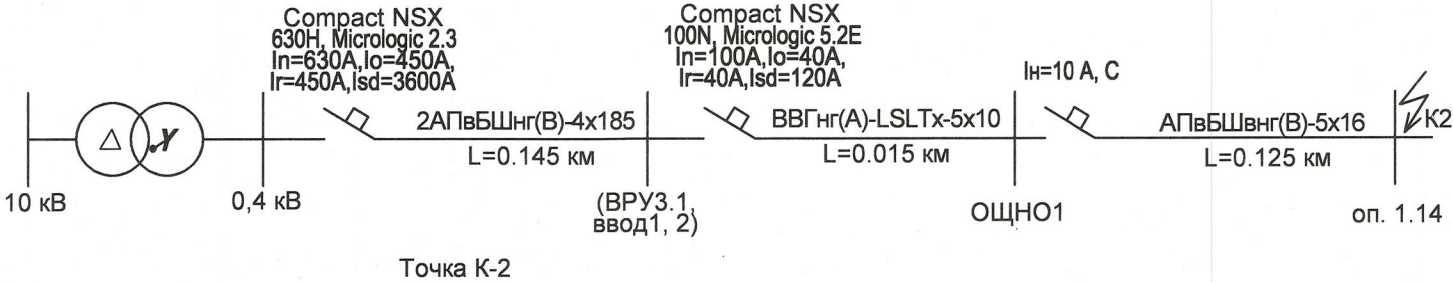 Compact NSX
630H, Micrologic 2.3
In=630A,Io=450A,
Ir=450A,Isd=3600A
Compact NSX
100N, Micrologic 5.2E
In=100A,Io=40A,
Ir=40A,Isd=120A
Iн=10 А, С
2АПвБШнг(В)-4х185
L=0.145 км
ВВГнг(А)-LSLTx-5x10
L=0.015 км
АПвБШвнг(В)-5х16
L=0.125 км
К2
Δ
Y
10 кВ
0,4 кВ
(ВРУ3.1,
ввод1, 2)
ОЩНО1
оп. 1.14
Точка К-2